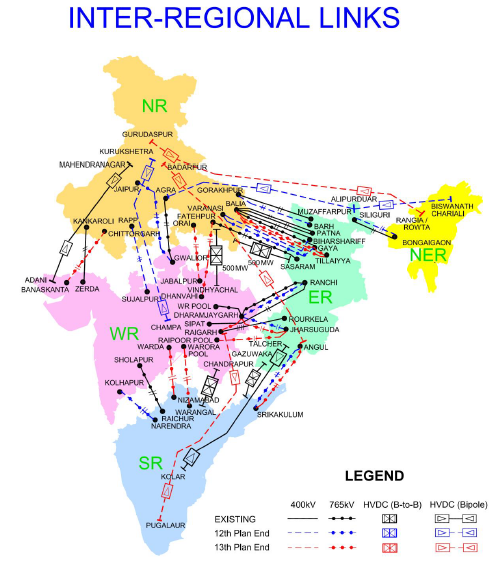 INTER-REGIONAL LINKS
NR
GURUDASPUR
KURUKSHETRA
MAHENDRANAGAR
BADARPUR
JAIPUR
AGRA
GORAKHPUR
ALIPURDUAR
BISWANATH
CHARIALI
VARANASI
BALIA
MUZAFFARPUR
SILIGURI
RANGIA /
ROWTA
KANKAROLI
RAPP
ORAI
FATEHPUR
BARH
PATNA
CHITTORGARH
BIHARSHARIFF
BONGAIGAON
GAYA
NER
TILLAIYYA
GWALIOR
500MW
500MW
SASARAM
ADANI
BANASKANTA
ZERDA
JABALPUR
VINDHYACHAL
RANCHI
SUJALPUR
DHANVAHI
ER
WR POOL
DHARAMJAYGARH
CHAMPA
SIPAT
ROURKELA
WR
RAIGARH
JHARSUGUDA
RAIPOOR POOL
TALCHER
ANGUL
WARDA
WARORA
POOL
GAZUWAKA
SHOLAPUR
CHANDRAPUR
KOLHAPUR
NIZAMABAD
WARANGAL
SRIKAKULUM
RAICHUR
NARENDRA
SR
KOLAR
PUGALAUR
LEGEND
400kV 765kV HVDC (B-to-B) HVDC (Bipole)
EXISTING
12th Plan End
13th Plan End